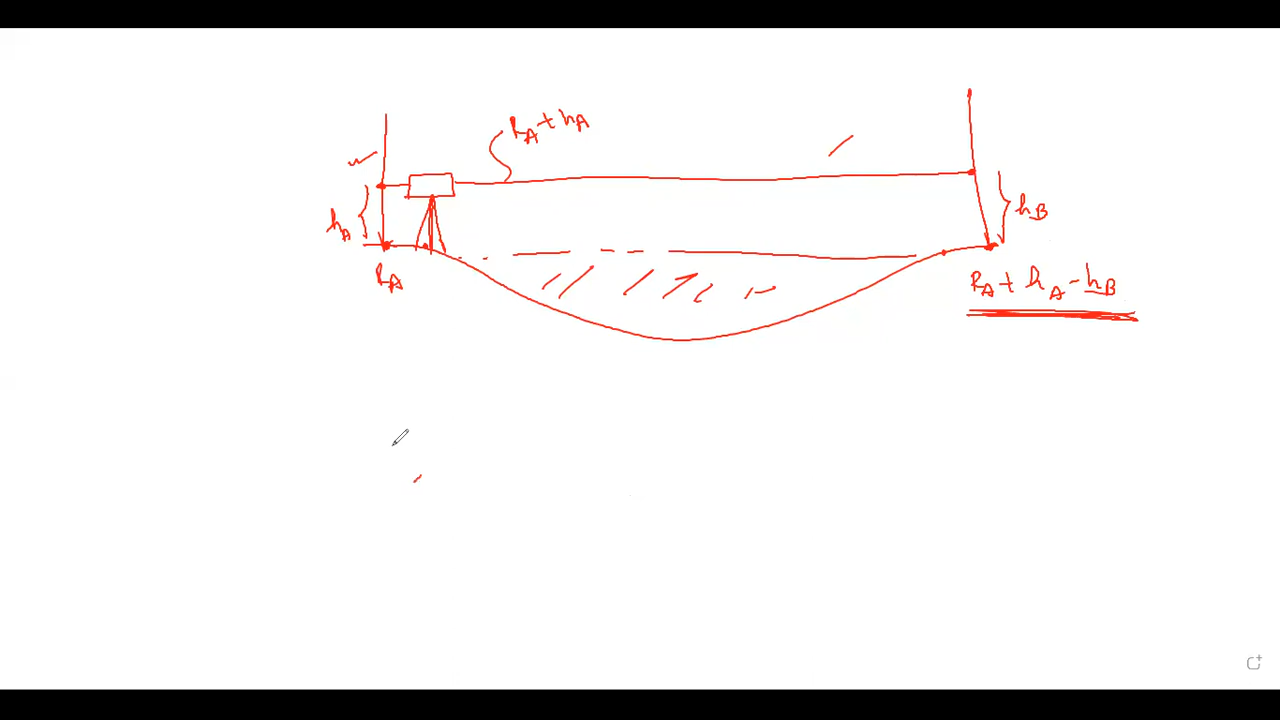 R_A + h_A
h_A
h_B
R_A
R_A + h_A - h_B